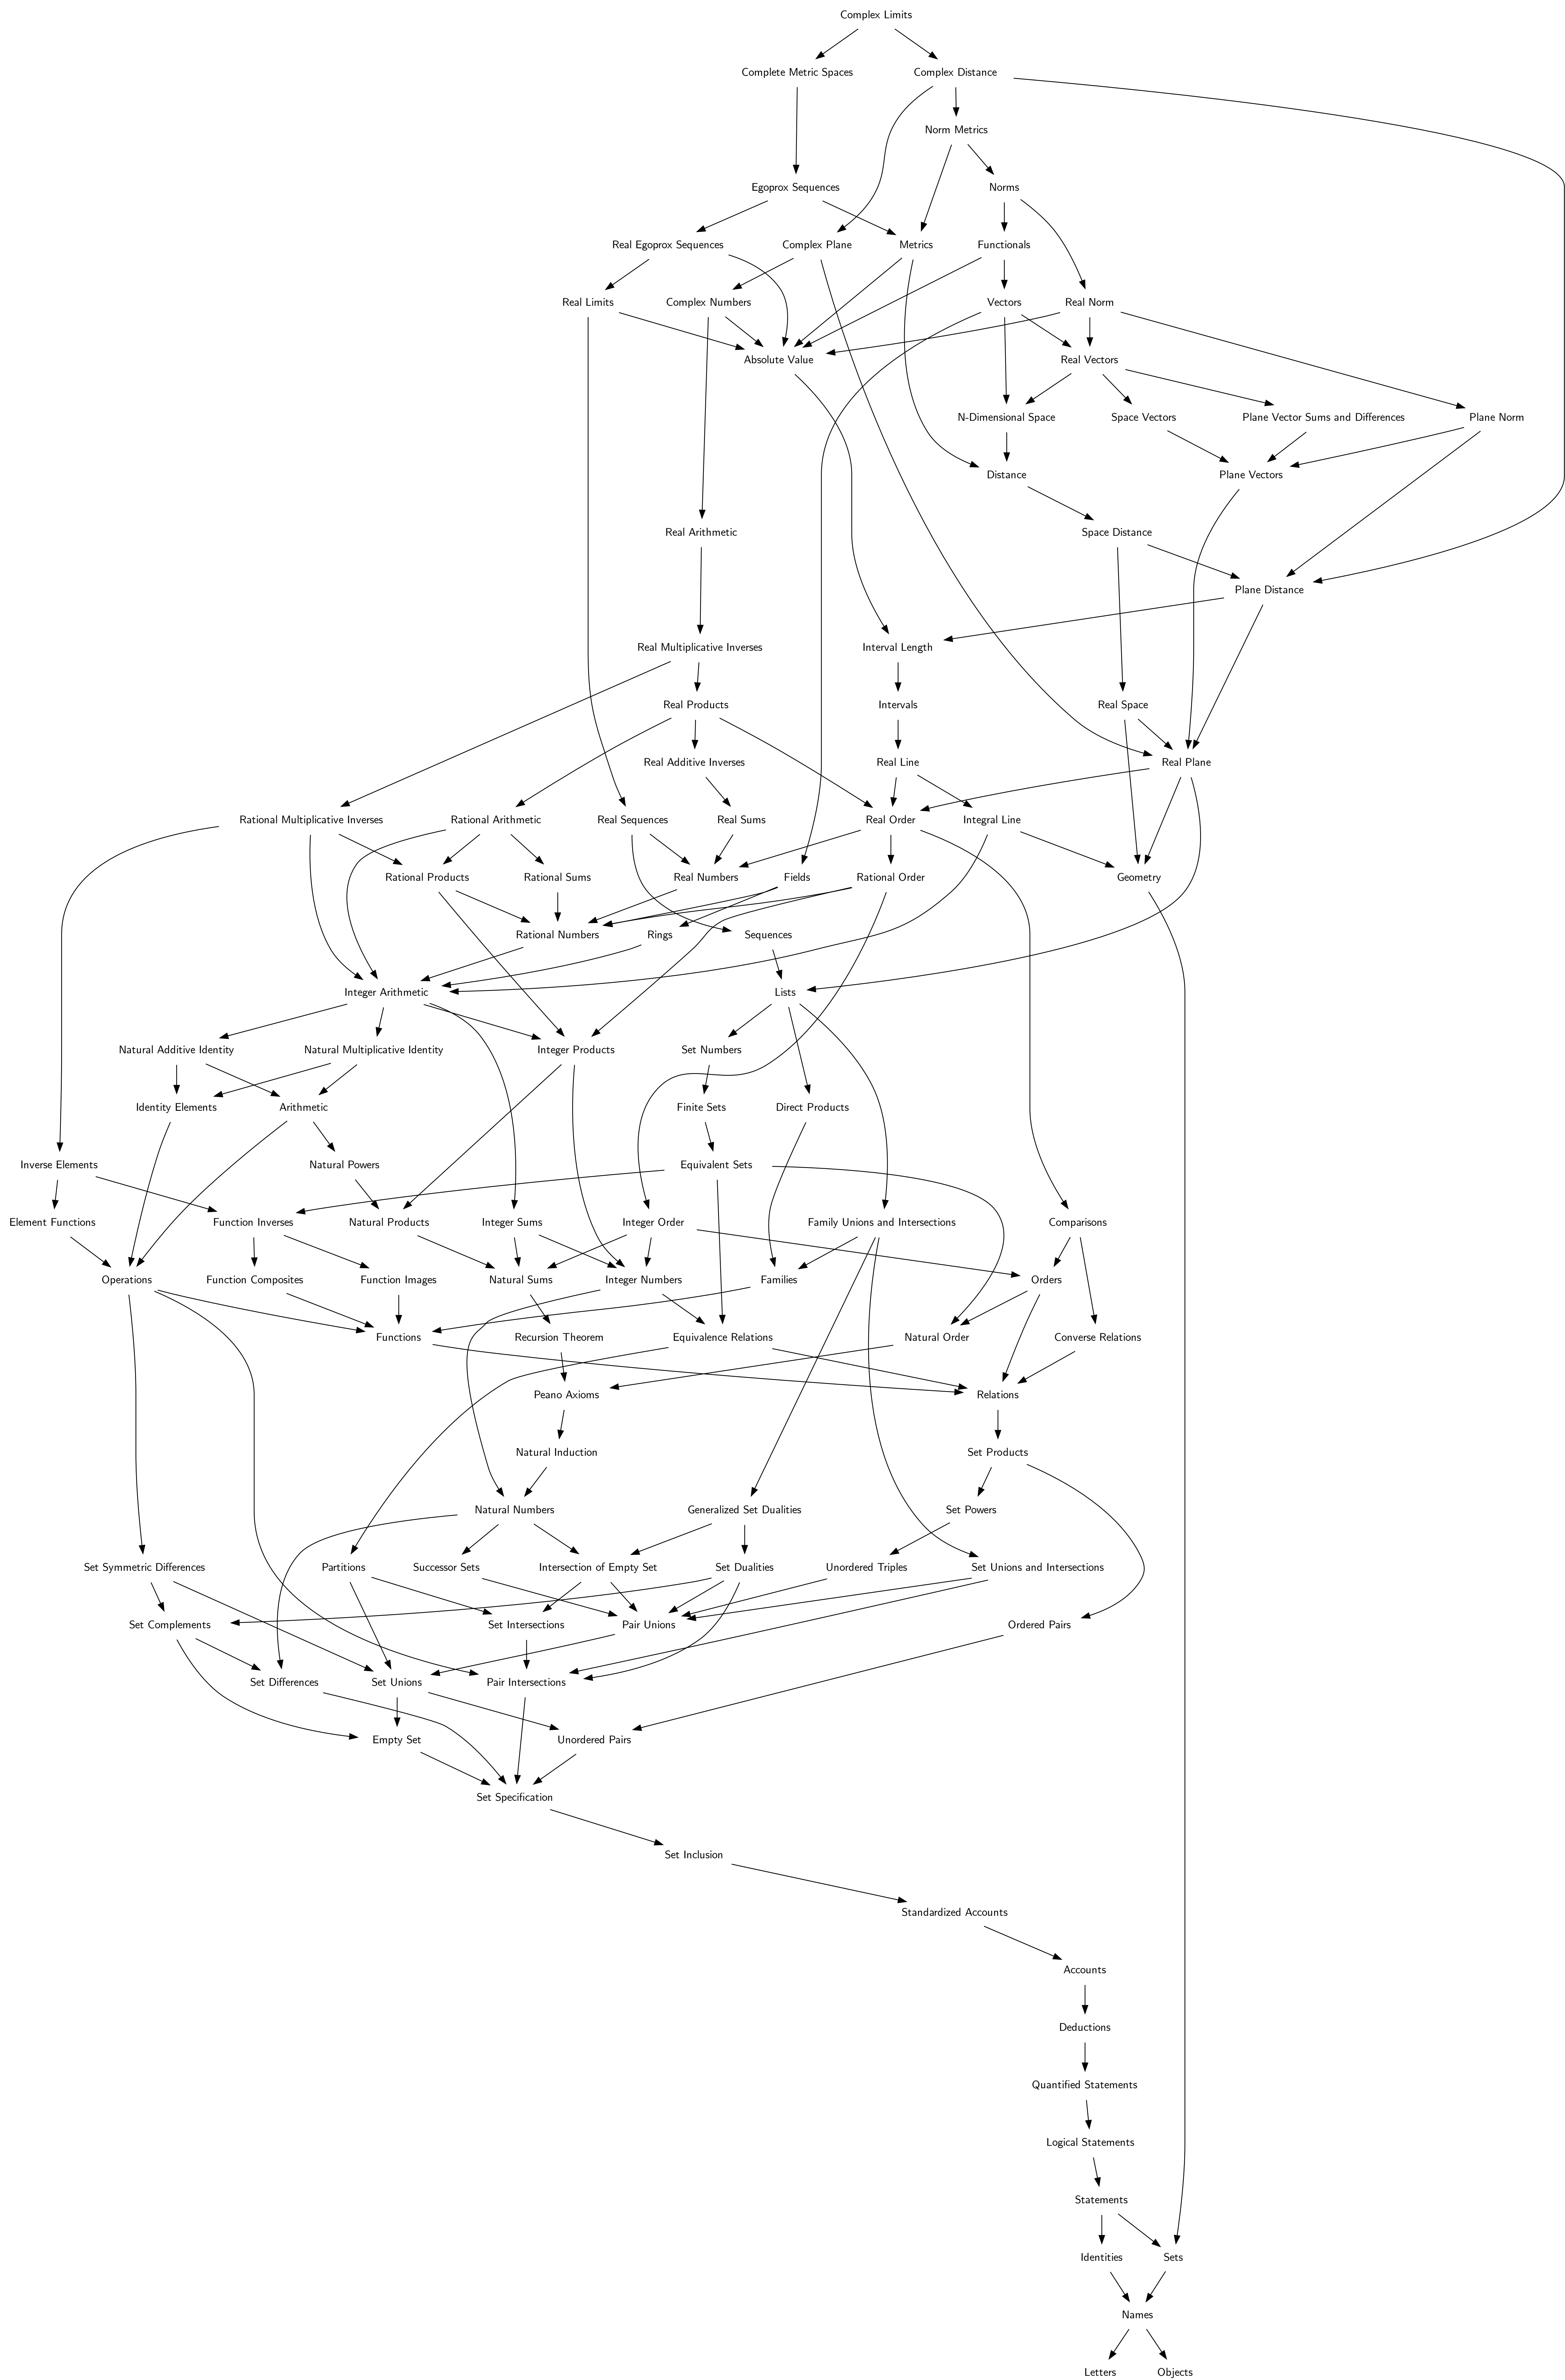 Complex Limits
Complete Metric Spaces
Complex Distance
Norm Metrics
Egoprox Sequences
Norms
Real Egoprox Sequences
Complex Plane
Metrics
Functionals
Real Limits
Complex Numbers
Vectors
Real Norm
Absolute Value
Real Vectors
N-Dimensional Space
Space Vectors
Plane Vector Sums and Differences
Plane Norm
Distance
Plane Vectors
Real Arithmetic
Space Distance
Plane Distance
Real Multiplicative Inverses
Interval Length
Real Products
Intervals
Real Space
Real Additive Inverses
Real Line
Real Plane
Rational Multiplicative Inverses
Rational Arithmetic
Real Sequences
Real Sums
Real Order
Integral Line
Rational Products
Rational Sums
Real Numbers
Fields
Rational Order
Geometry
Rational Numbers
Rings
Sequences
Integer Arithmetic
Lists
Natural Additive Identity
Natural Multiplicative Identity
Integer Products
Set Numbers
Identity Elements
Arithmetic
Finite Sets
Direct Products
Inverse Elements
Natural Powers
Equivalent Sets
Element Functions
Function Inverses
Natural Products
Integer Sums
Integer Order
Family Unions and Intersections
Comparisons
Operations
Function Composites
Function Images
Natural Sums
Integer Numbers
Families
Orders
Functions
Recursion Theorem
Equivalence Relations
Natural Order
Converse Relations
Peano Axioms
Relations
Natural Induction
Set Products
Natural Numbers
Generalized Set Dualities
Set Powers
Set Symmetric Differences
Partitions
Successor Sets
Intersection of Empty Set
Set Dualities
Unordered Triples
Set Unions and Intersections
Set Complements
Set Intersections
Pair Unions
Ordered Pairs
Set Differences
Set Unions
Pair Intersections
Empty Set
Unordered Pairs
Set Specification
Set Inclusion
Standardized Accounts
Accounts
Deductions
Quantified Statements
Logical Statements
Statements
Identities
Sets
Names
Letters
Objects